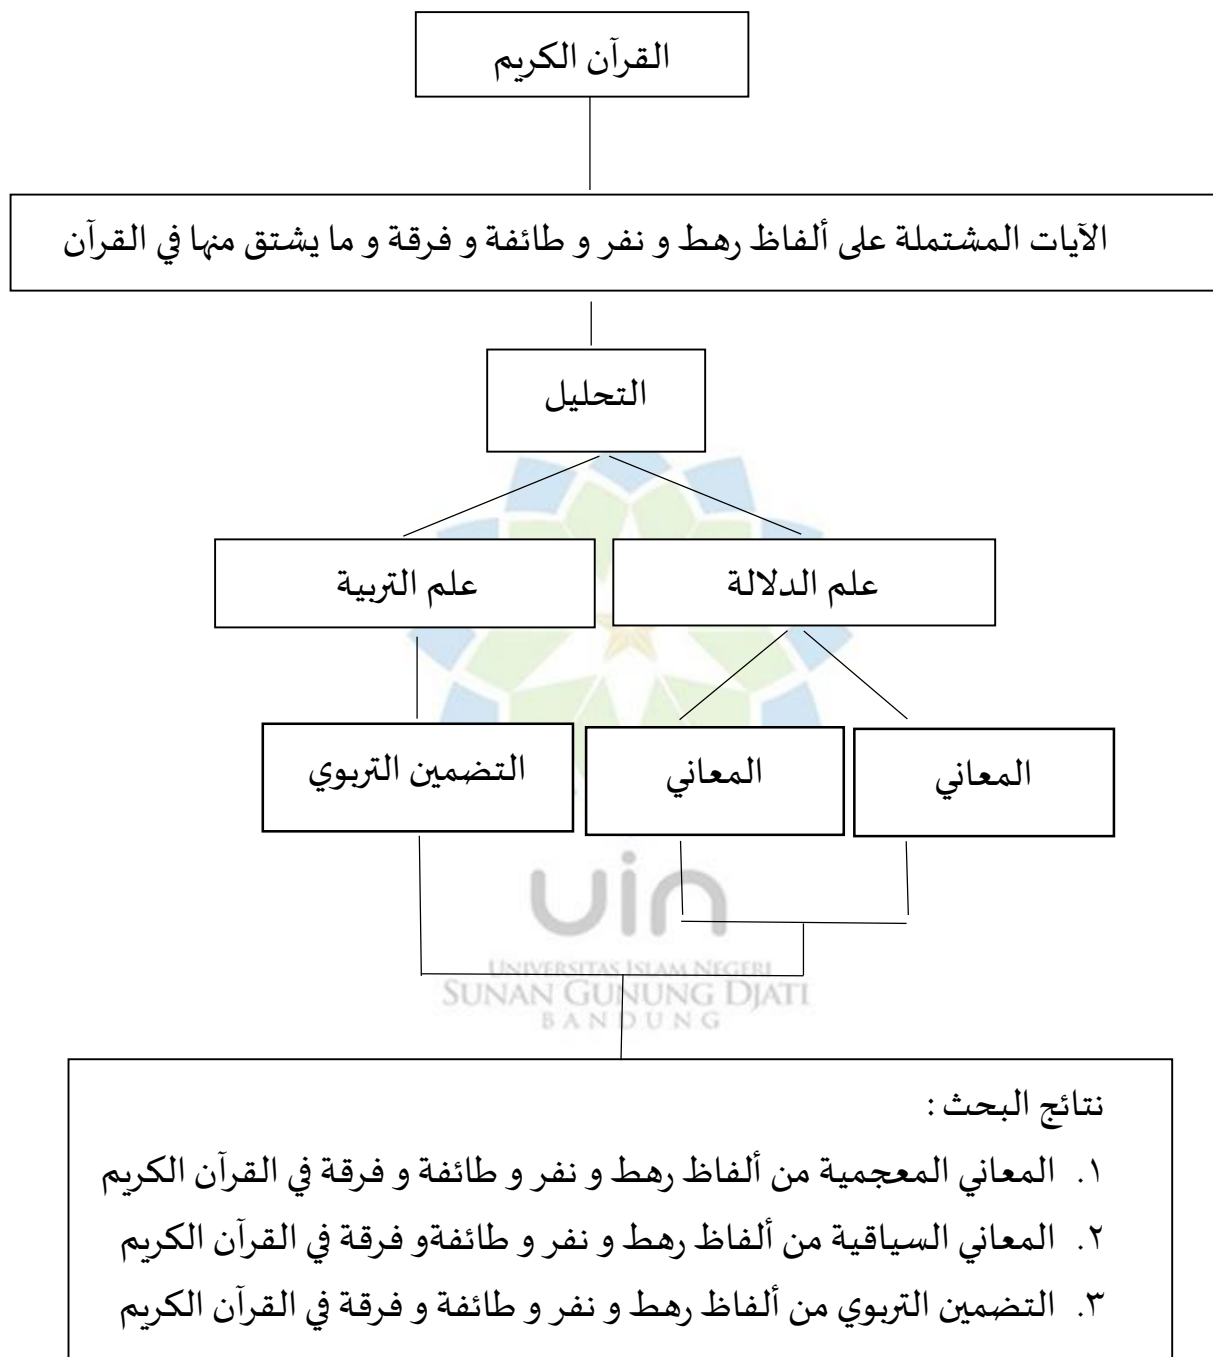 القرآن الكريم
الآيات المشتملة على ألفاظ رهط و نفر و طائفة و فرقة و ما يشتق منها في القرآن
التحليل
علم الدلالة
علم التربية
المعاني
المعاني
التضمين التربوي
uin
UNIVERSITAS ISLAM NEGERI
SUNAN GUNUNG DJATI
BANDUNG
نتائج البحث :
١. المعاني المعجمية من ألفاظ رهط و نفر و طائفة و فرقة في القرآن الكريم
٢. المعاني السياقية من ألفاظ رهط و نفر و طائفةو فرقة في القرآن الكريم
٣. التضمين التربوي من ألفاظ رهط و نفر و طائفة و فرقة في القرآن الكريم